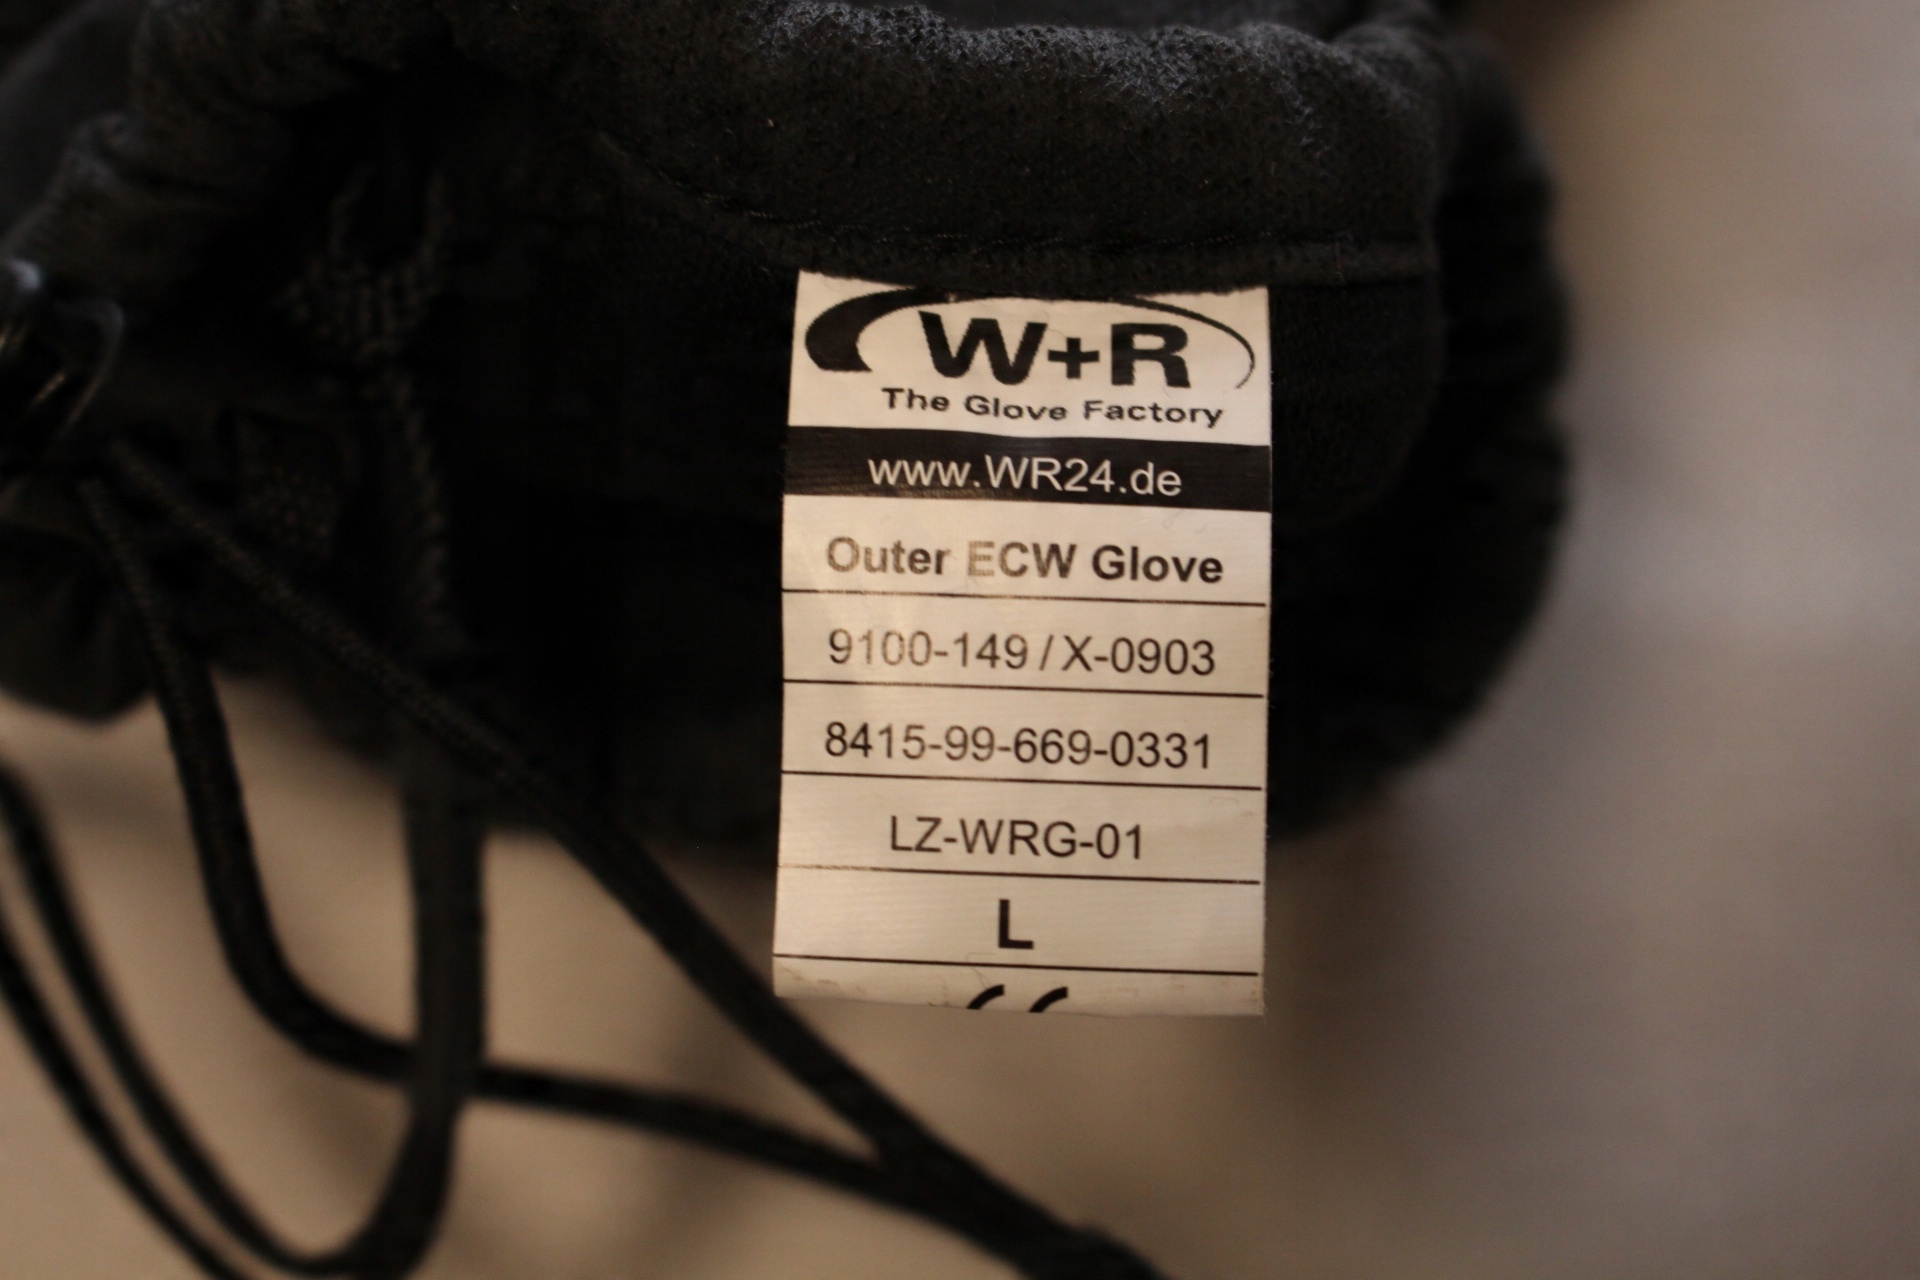 W+R
The Glove Factory
www.WR24.de
Outer ECW Glove
9100-149 / X-0903
8415-99-669-0331
LZ-WRG-01
L